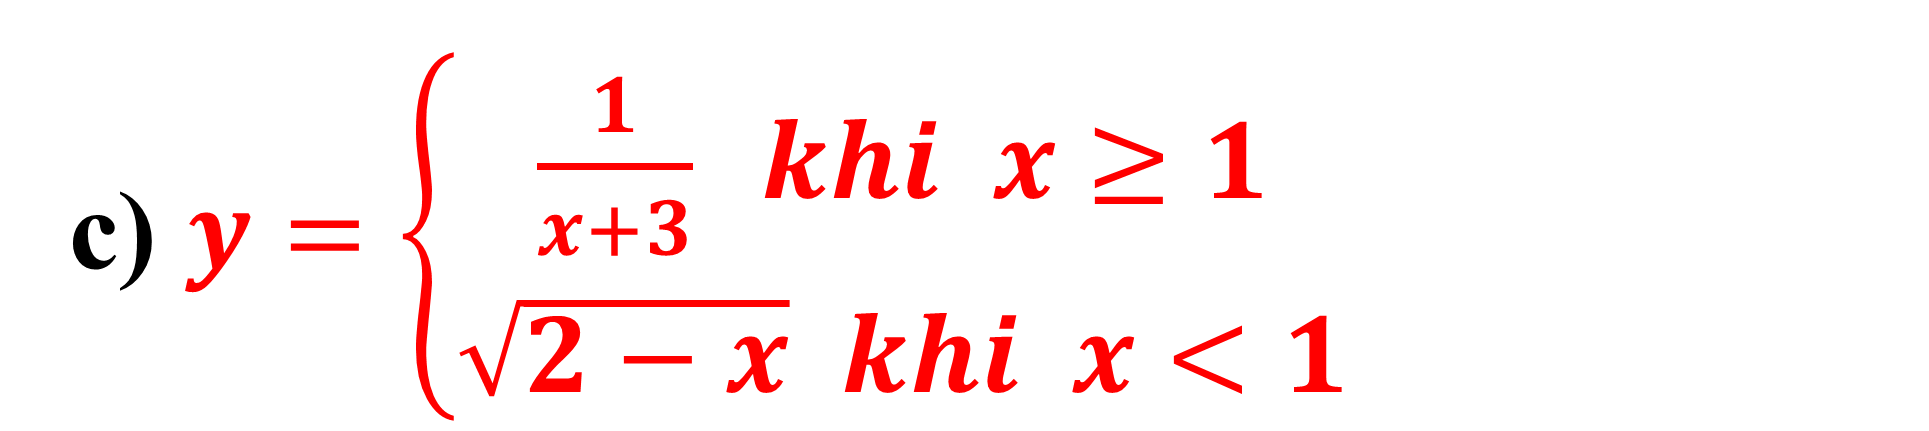 c) y = { 1/(x+3) khi x ≥ 1
√(2 − x) khi x < 1